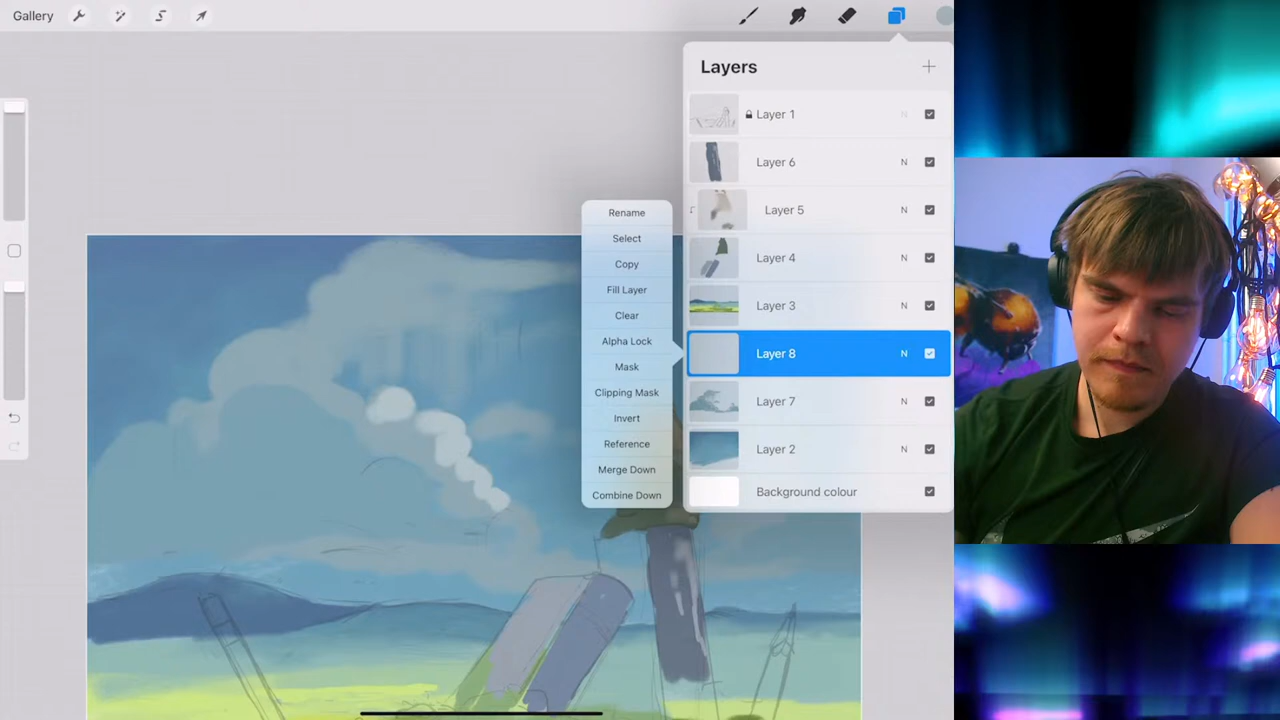 Gallery
Layers
Layer 1 N
Layer 6 N
Layer 5 N
Layer 4 N
Layer 3 N
Layer 8 N
Layer 7 N
Layer 2 N
Background colour
Rename
Select
Copy
Fill Layer
Clear
Alpha Lock
Mask
Clipping Mask
Invert
Reference
Merge Down
Combine Down